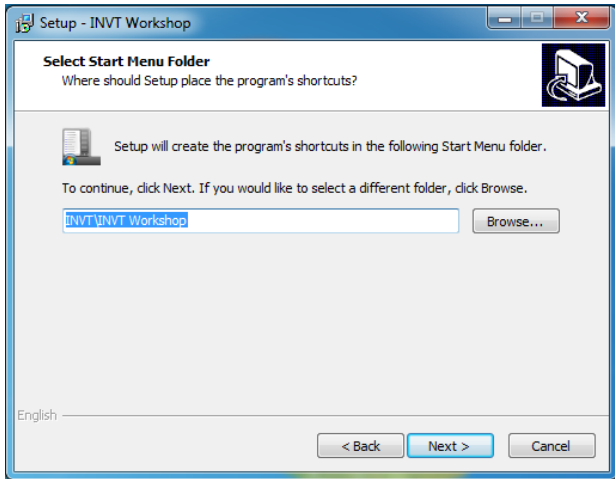 Setup - INVT Workshop
Select Start Menu Folder
Where should Setup place the program's shortcuts?
Setup will create the program's shortcuts in the following Start Menu folder.
To continue, click Next. If you would like to select a different folder, click Browse.
INVT\INVT Workshop
Browse...
English
< Back
Next >
Cancel